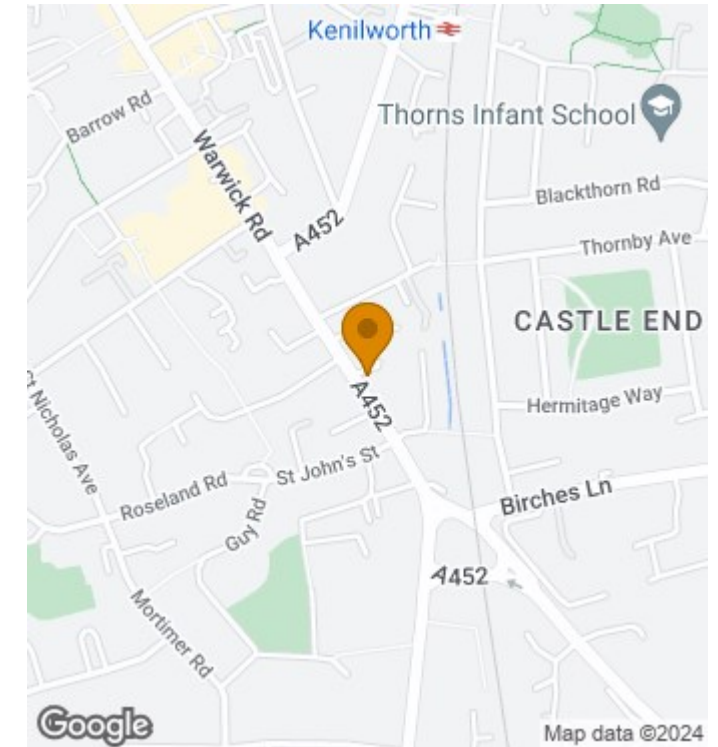 Kenilworth
Thorns Infant School
Barrow Rd
Warwick Rd
A452
Blackthorn Rd
Thornby Ave
CASTLE END
A452
Hermitage Way
St Nicholas Ave
St John's St
Roseland Rd
Guy Rd
Birches Ln
A452
Mortimer Rd
Google
Map data ©2024